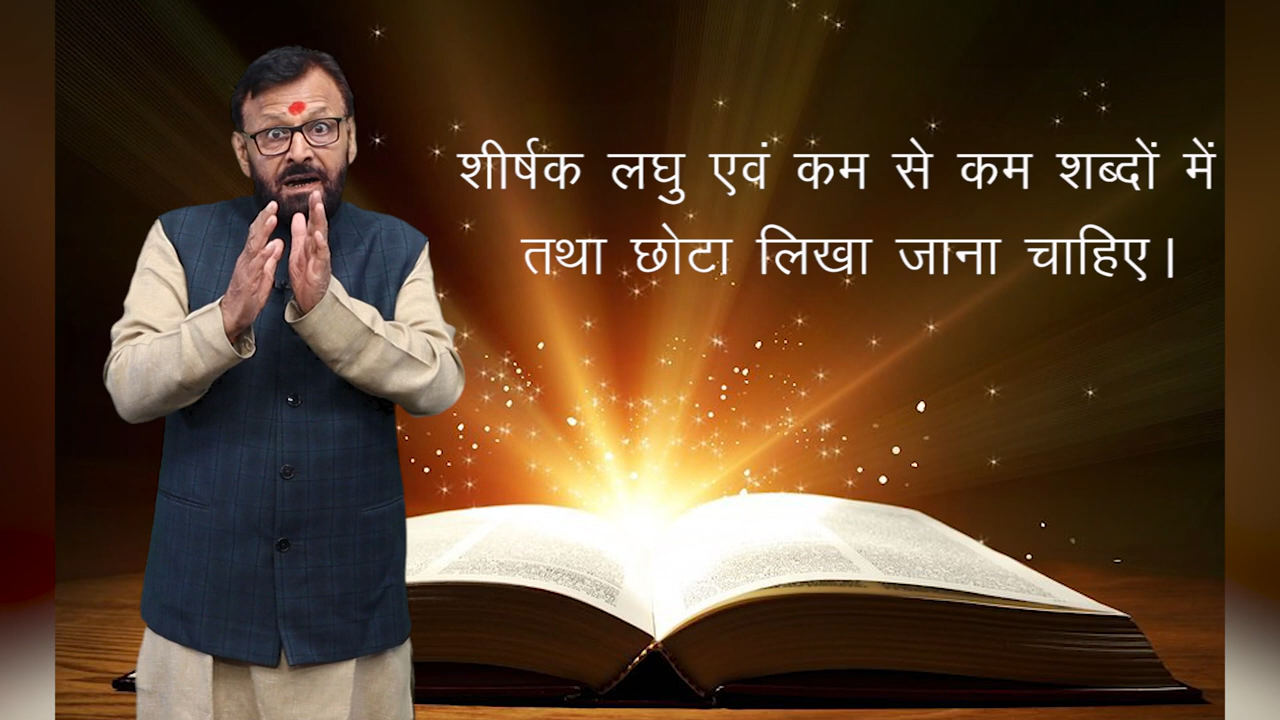 शीर्षक लघु एवं कम से कम शब्दों में
तथा छोटा लिखा जाना चाहिए।